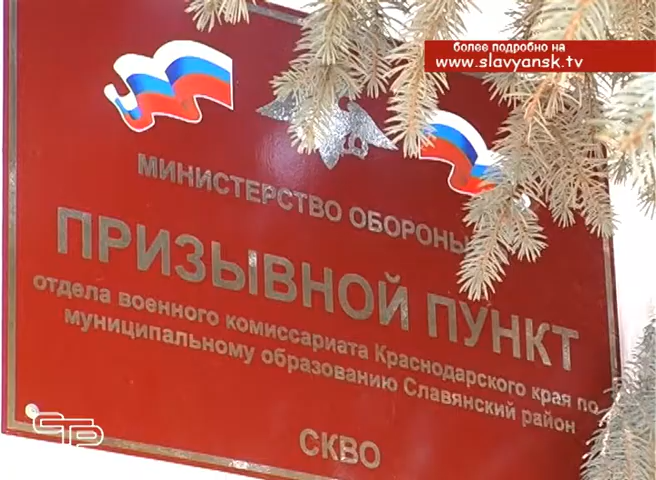 более подробно на
www.slavyansk.tv
МИНИСТЕРСТВО ОБОРОНЫ
ПРИЗЫВНОЙ ПУНКТ
отдела военного комиссариата Краснодарского края по
муниципальному образованию Славянский район
СКВО
СТВ